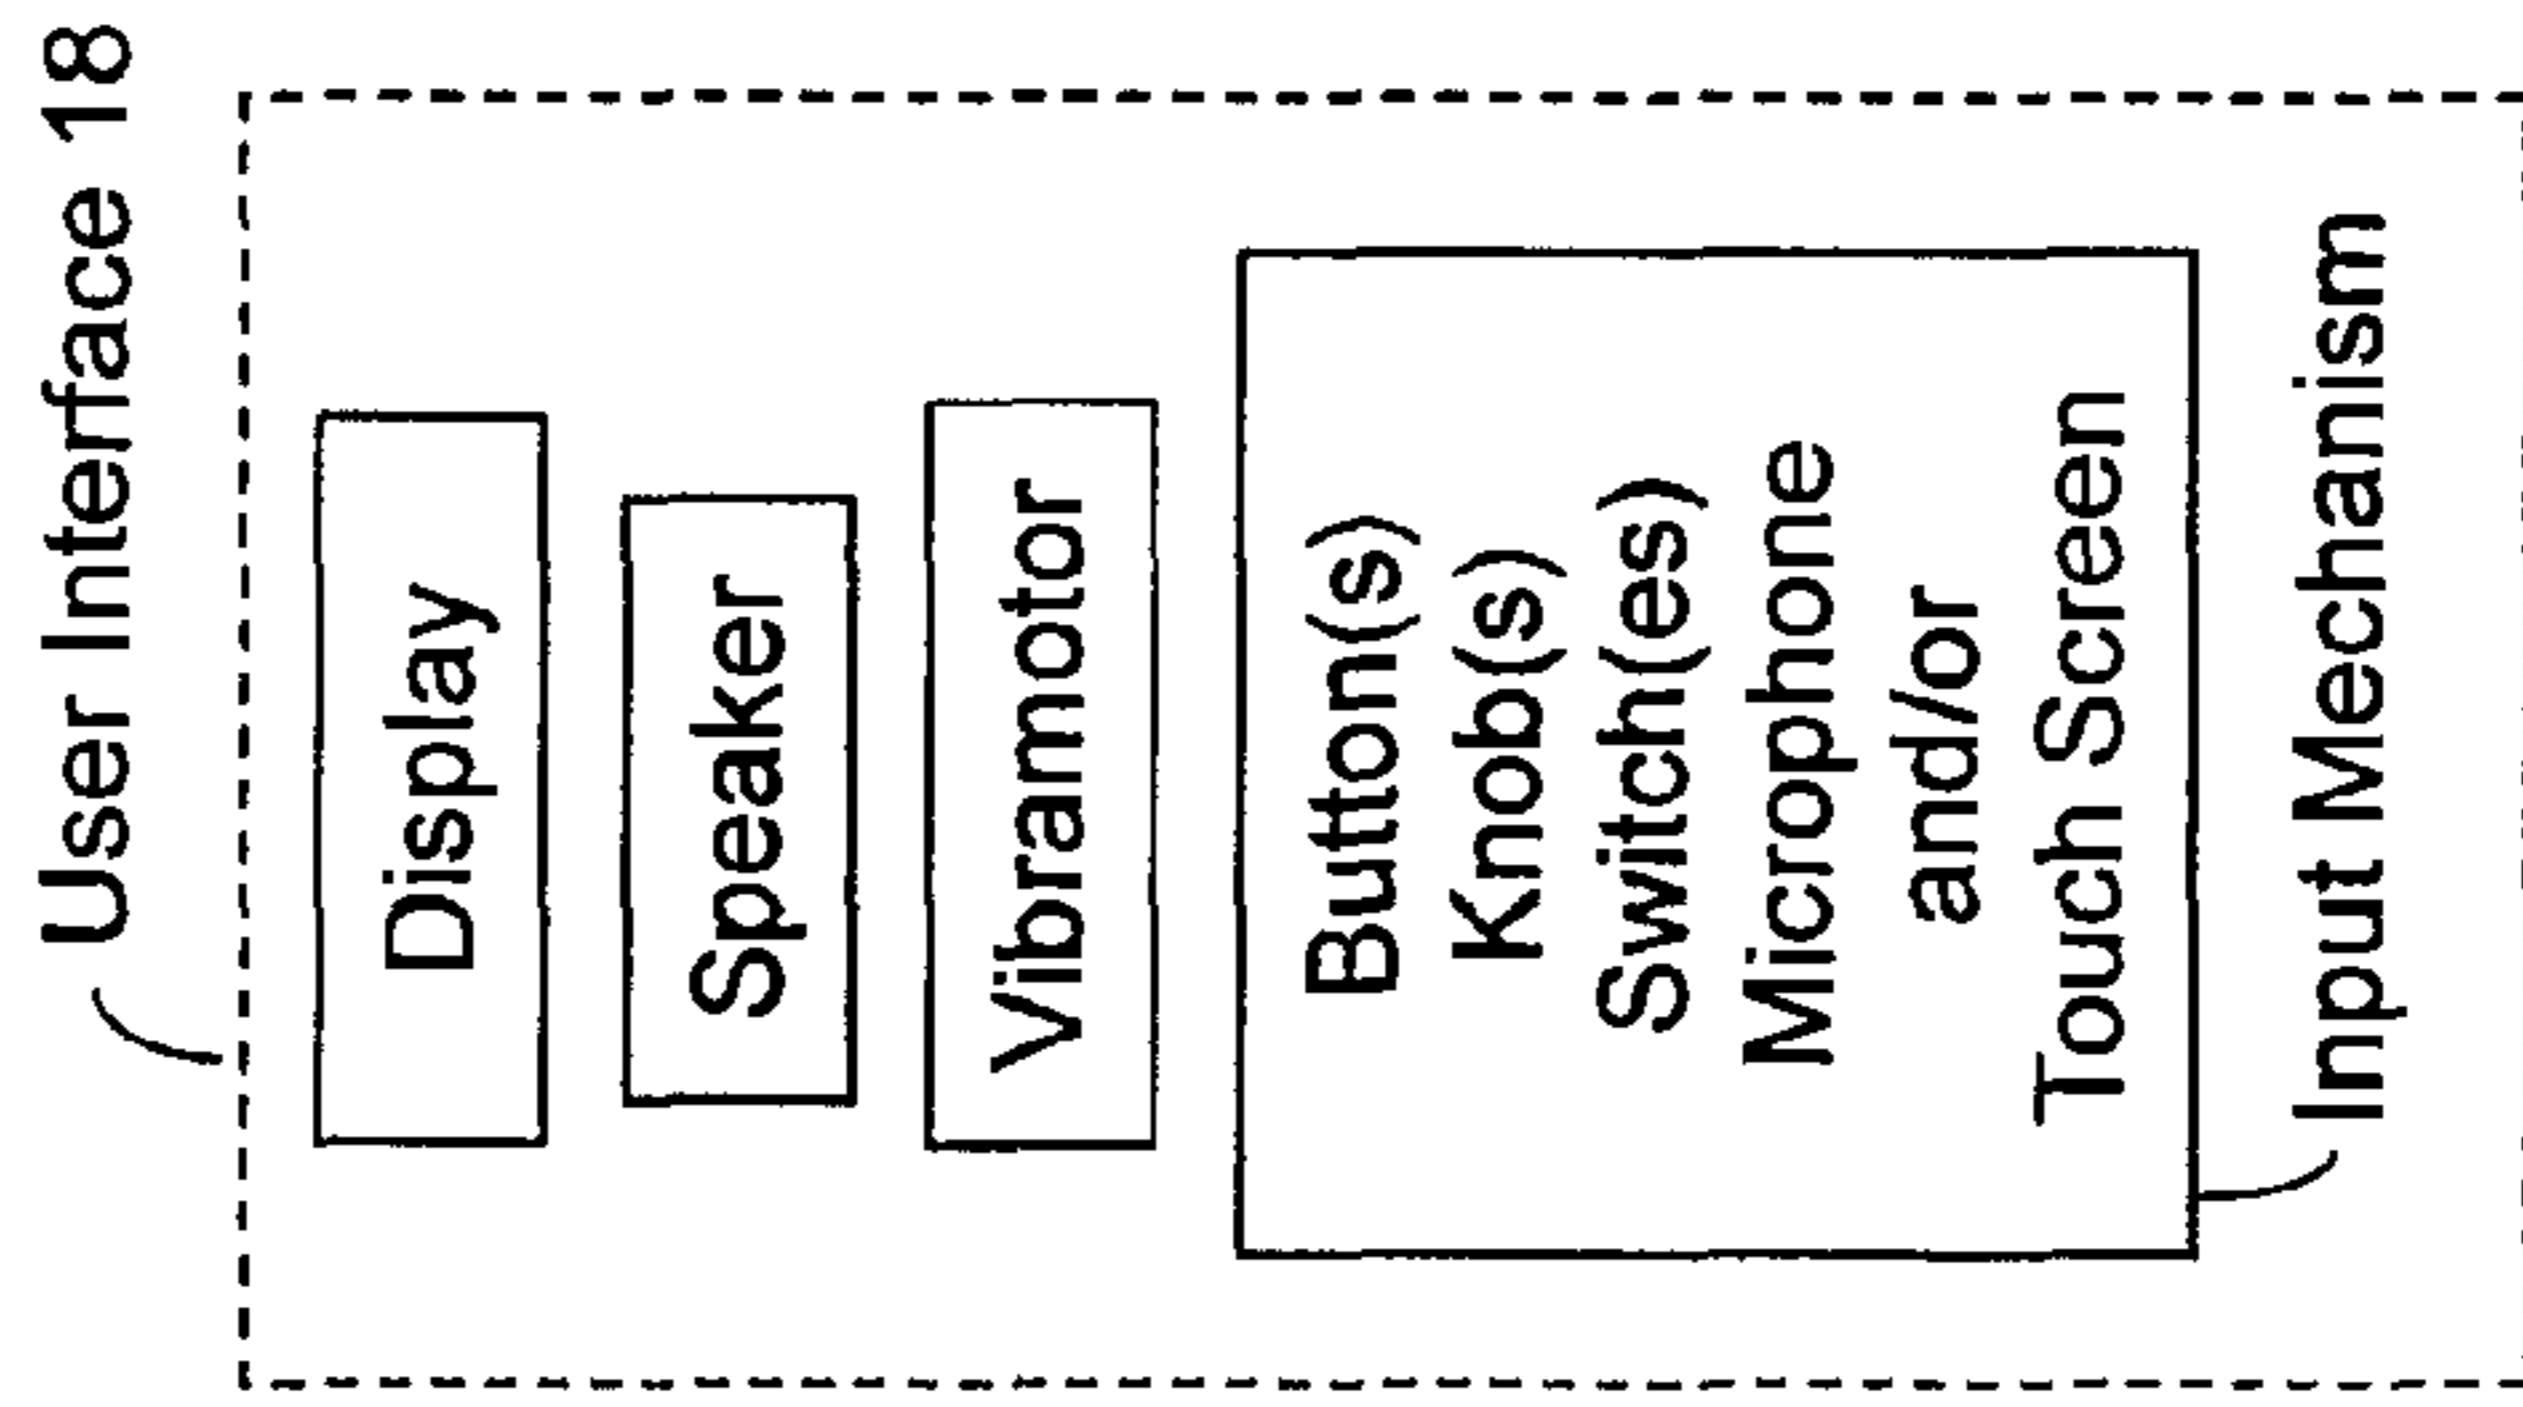 User Interface 18
Display
Speaker
Vibramotor
Button(s)
Knob(s)
Switch(es)
Microphone
and/or
Touch Screen
Input Mechanism